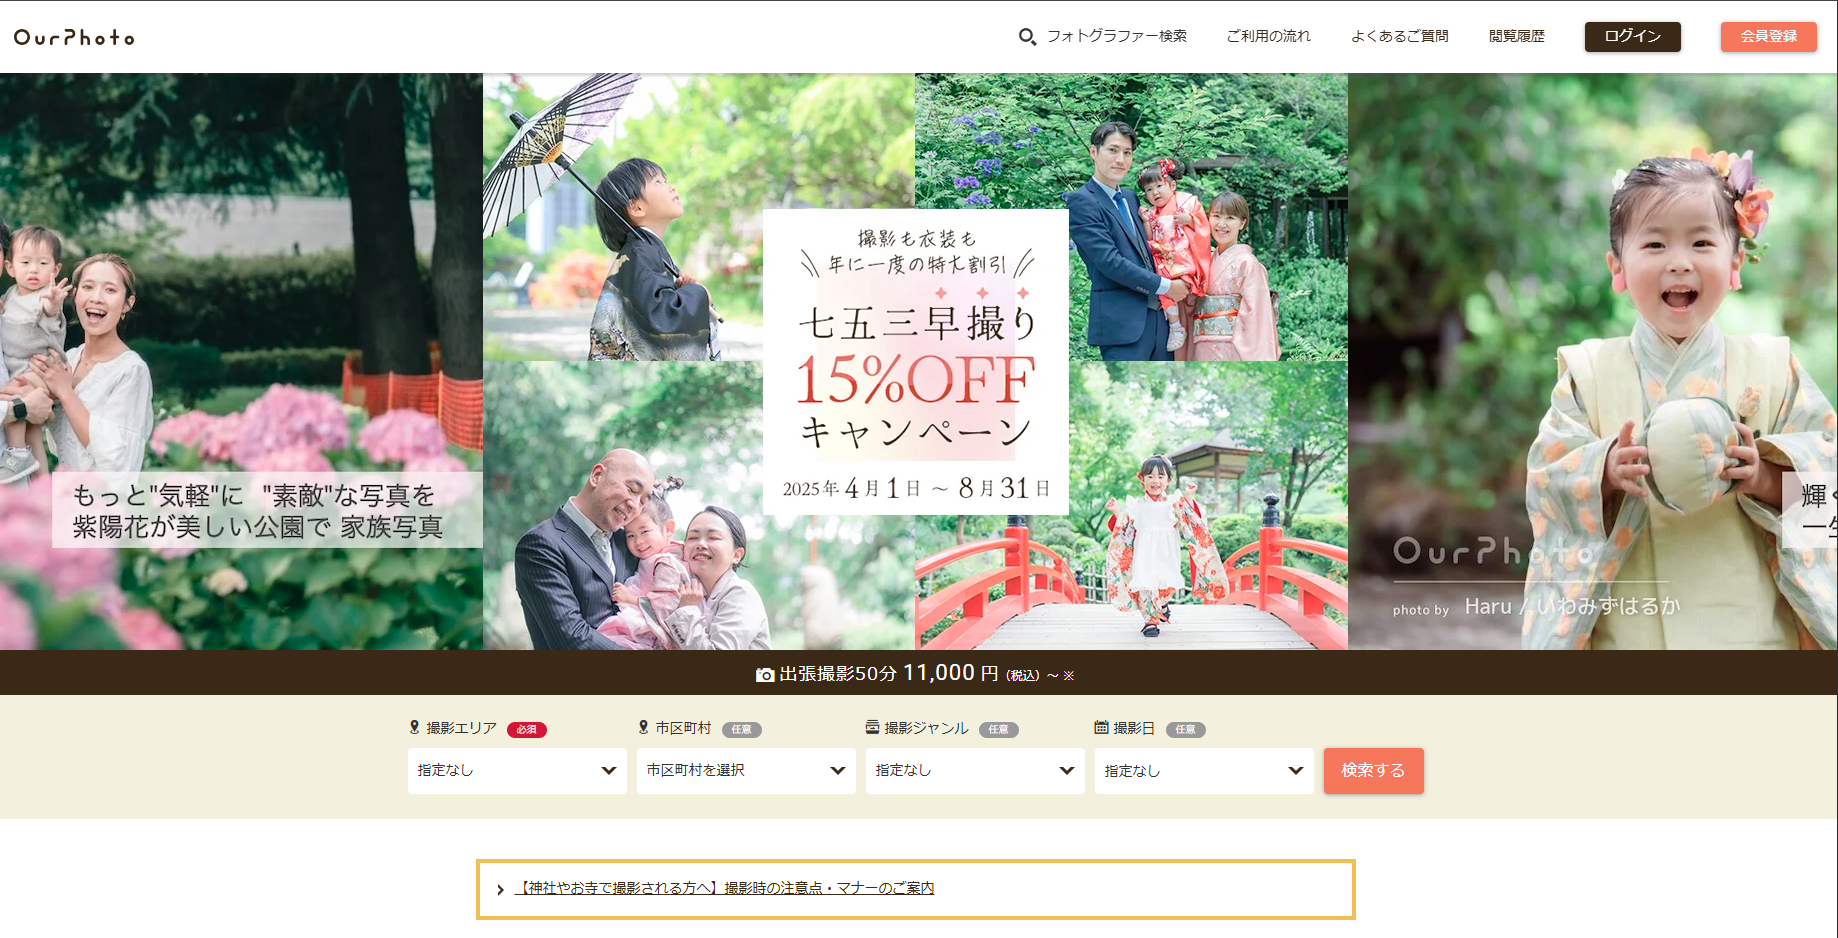 OurPhoto
フォトグラファー検索
ご利用の流れ
よくあるご質問
閲覧履歴
ログイン
会員登録
もっと"気軽"に "素敵"な写真を
紫陽花が美しい公園で 家族写真
撮影も衣装も
年に一度の特大割引
七五三早撮り
15%OFF
キャンペーン
2025年 4月1日 ～ 8月31日
OurPhoto
photo by Haru / いわみずはるか
輝く
出張撮影50分 11,000 円 (税込) ～ ※
撮影エリア 必須
指定なし
市区町村 任意
市区町村を選択
撮影ジャンル 任意
指定なし
撮影日 任意
指定なし
検索する
【神社やお寺で撮影される方へ】撮影時の注意点・マナーのご案内